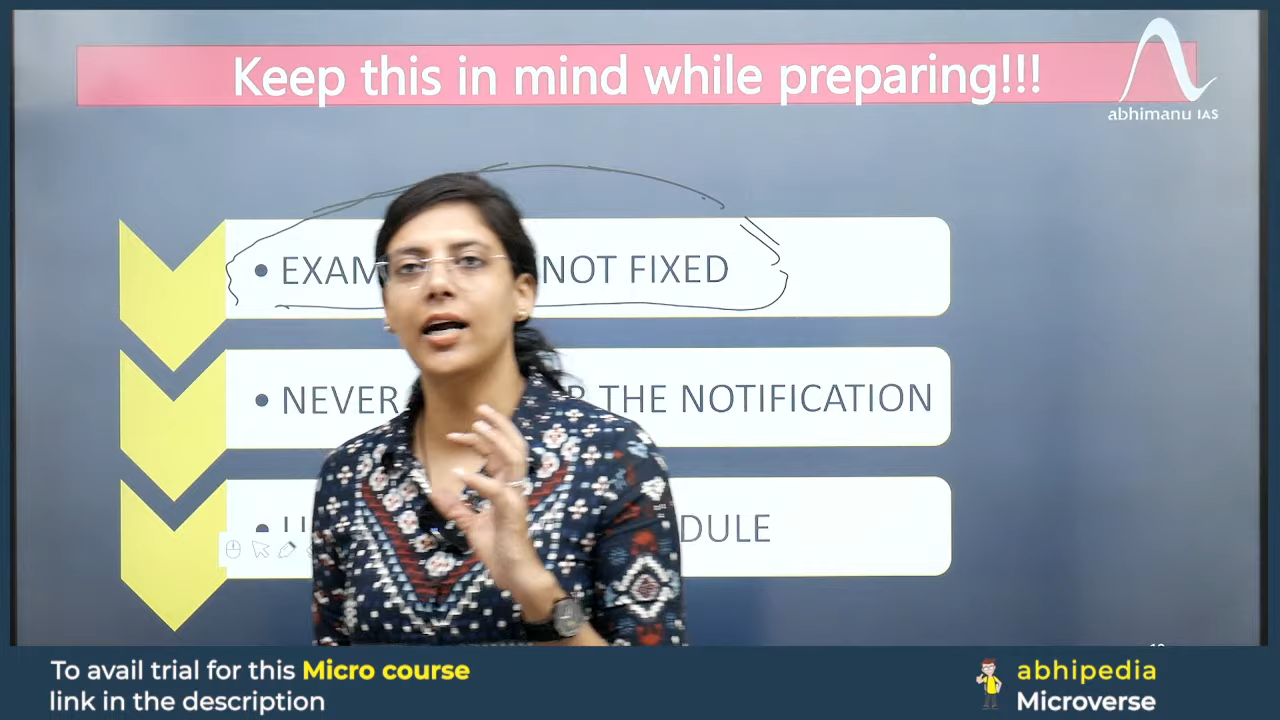 Keep this in mind while preparing!!!
abhimanu IAS
• EXAM NOT FIXED
• NEVER THE NOTIFICATION
• DULE
To avail trial for this Micro course
link in the description
abhipedia
Microverse